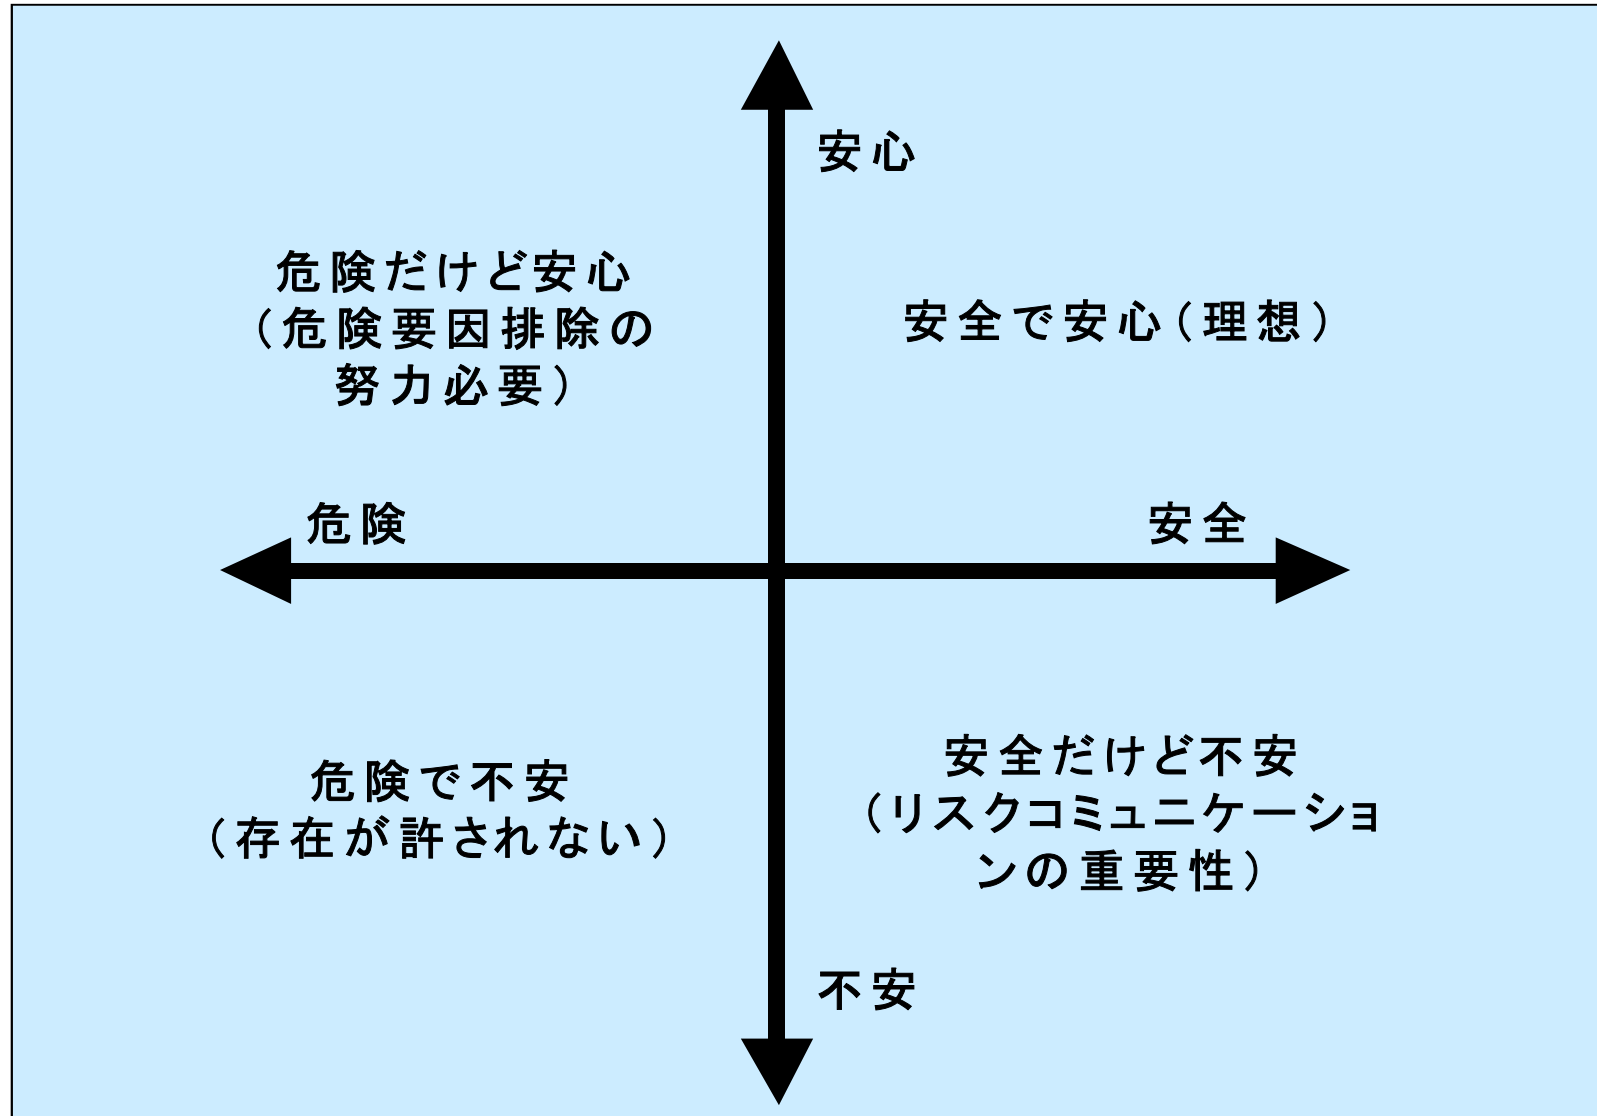 安心
危険だけど安心
（危険要因排除の
努力必要）
安全で安心（理想）
危険
安全
危険で不安
（存在が許されない）
安全だけど不安
（リスクコミュニケーショ
ンの重要性）
不安